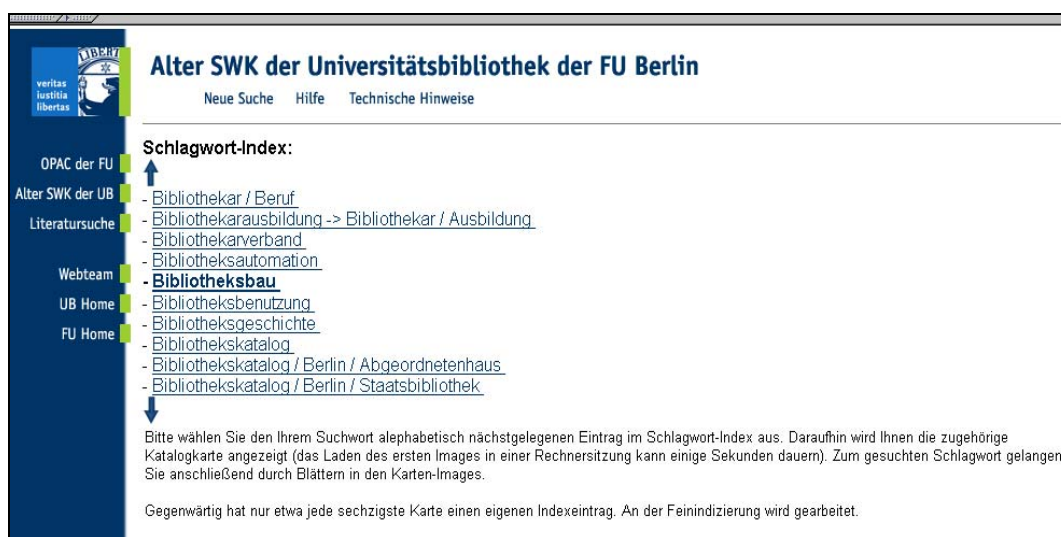 LIBERT
veritas
iustitia
libertas
Alter SWK der Universitätsbibliothek der FU Berlin
Neue Suche Hilfe Technische Hinweise
OPAC der FU
Alter SWK der UB
Literatursuche
Webteam
UB Home
FU Home
Schlagwort-Index:
- Bibliothekar / Beruf
- Bibliothekarausbildung -> Bibliothekar / Ausbildung
- Bibliothekarverband
- Bibliotheksautomation
- Bibliotheksbau
- Bibliotheksbenutzung
- Bibliotheksgeschichte
- Bibliothekskatalog
- Bibliothekskatalog / Berlin / Abgeordnetenhaus
- Bibliothekskatalog / Berlin / Staatsbibliothek
Bitte wählen Sie den Ihrem Suchwort alephabetisch nächstgelegenen Eintrag im Schlagwort-Index aus. Daraufhin wird Ihnen die zugehörige
Katalogkarte angezeigt (das Laden des ersten Images in einer Rechnersitzung kann einige Sekunden dauern). Zum gesuchten Schlagwort gelangen
Sie anschließend durch Blättern in den Karten-Images.
Gegenwärtig hat nur etwa jede sechzigste Karte einen eigenen Indexeintrag. An der Feinindizierung wird gearbeitet.